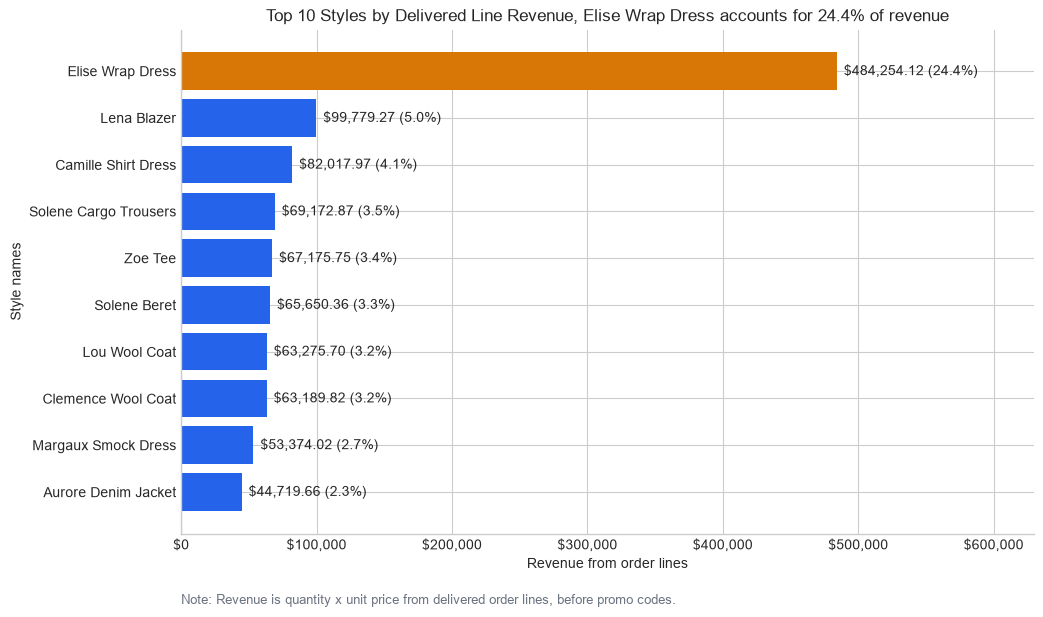 Top 10 Styles by Delivered Line Revenue, Elise Wrap Dress accounts for 24.4% of revenue
Style names
Elise Wrap Dress $484,254.12 (24.4%)
Lena Blazer $99,779.27 (5.0%)
Camille Shirt Dress $82,017.97 (4.1%)
Solene Cargo Trousers $69,172.87 (3.5%)
Zoe Tee $67,175.75 (3.4%)
Solene Beret $65,650.36 (3.3%)
Lou Wool Coat $63,275.70 (3.2%)
Clemence Wool Coat $63,189.82 (3.2%)
Margaux Smock Dress $53,374.02 (2.7%)
Aurore Denim Jacket $44,719.66 (2.3%)
$0 $100,000 $200,000 $300,000 $400,000 $500,000 $600,000
Revenue from order lines
Note: Revenue is quantity x unit price from delivered order lines, before promo codes.